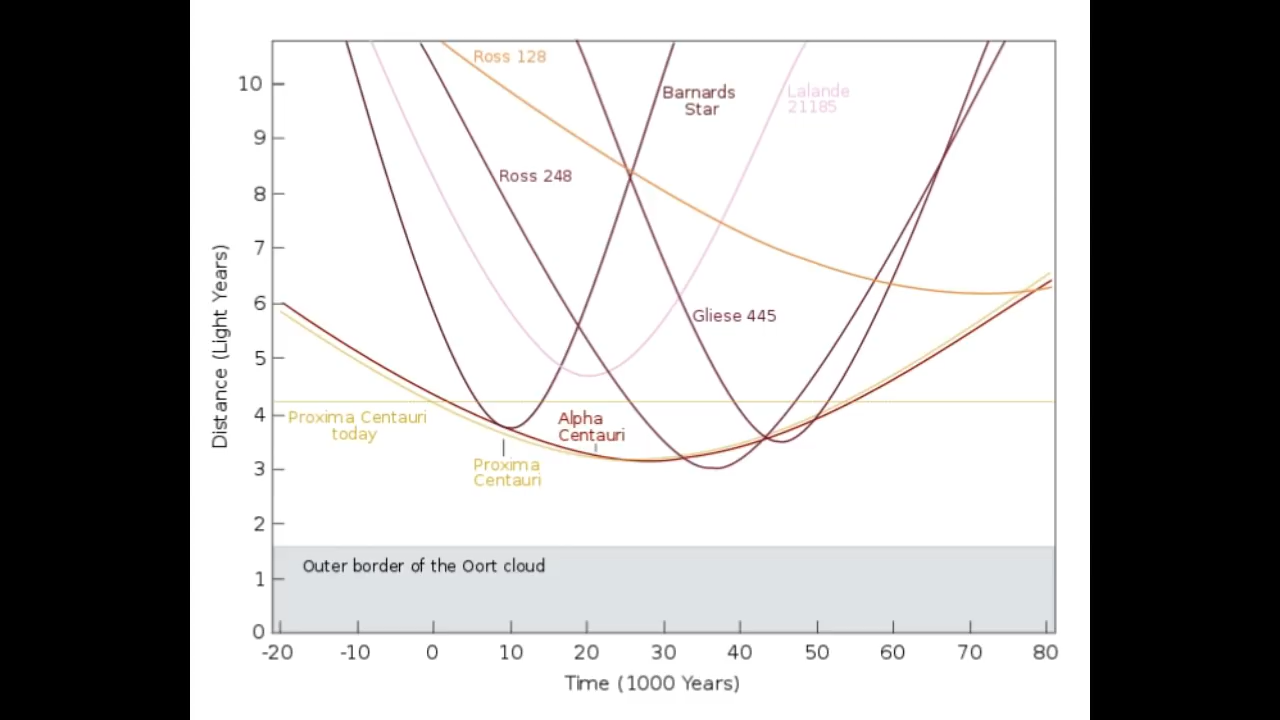 Ross 128
10
Barnards
Star
Lalande
21185
9
Ross 248
8
7
Distance (Light Years)
6
Gliese 445
5
4
Proxima Centauri
today
Alpha
Centauri
Proxima
Centauri
3
2
Outer border of the Oort cloud
1
0
-20 -10 0 10 20 30 40 50 60 70 80
Time (1000 Years)